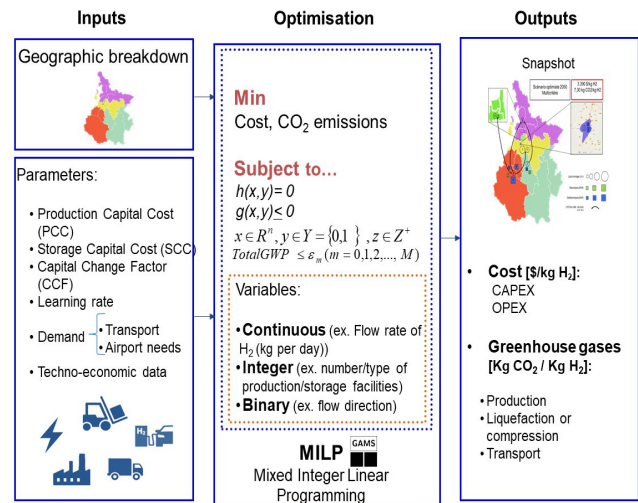 Inputs
Geographic breakdown
Parameters:
• Production Capital Cost
(PCC)
• Storage Capital Cost (SCC)
• Capital Change Factor
(CCF)
• Learning rate
• Demand
• Transport
• Airport needs
• Techno-economic data
H₂
Optimisation
Min
Cost, CO₂ emissions
Subject to…
h(x,y)= 0
g(x,y)≤ 0
x ∈ Rⁿ, y ∈ Y = {0,1 } , z ∈ Z⁺
TotalGWP ≤ εₘ (m = 0,1,2,..., M)
Variables:
• Continuous (ex. Flow rate of
H₂ (kg per day))
• Integer (ex. number/type of
production/storage facilities)
• Binary (ex. flow direction)
MILP
GAMS
Mixed Integer Linear
Programming
Outputs
Snapshot
• Cost [$/kg H₂]:
CAPEX
OPEX
• Greenhouse gases
[Kg CO₂ / Kg H₂]:
• Production
• Liquefaction or
compression
• Transport